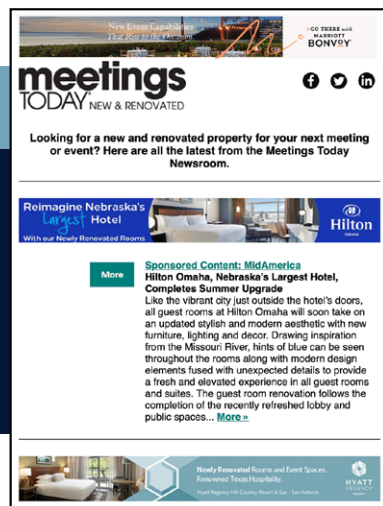 New Event Capabilities
That Rise to the Occasion.
GO THERE with
MARRIOTT
BONVOY
meetings
TODAY NEW & RENOVATED
Looking for a new and renovated property for your next meeting
or event? Here are all the latest from the Meetings Today
Newsroom.
Reimagine Nebraska's
Largest Hotel
With our Newly Renovated Rooms
Hilton
OMAHA
More
Sponsored Content: MidAmerica
Hilton Omaha, Nebraska's Largest Hotel,
Completes Summer Upgrade
Like the vibrant city just outside the hotel's doors,
all guest rooms at Hilton Omaha will soon take on
an updated stylish and modern aesthetic with new
furniture, lighting and decor. Drawing inspiration
from the Missouri River, hints of blue can be seen
throughout the rooms along with modern design
elements fused with unexpected details to provide
a fresh and elevated experience in all guest rooms
and suites. The guest room renovation follows the
completion of the recently refreshed lobby and
public spaces... More »
Newly Renovated Rooms and Event Spaces.
Renowned Texas Hospitality.
Hyatt Regency Hill Country Resort & Spa - San Antonio
HYATT
REGENCY